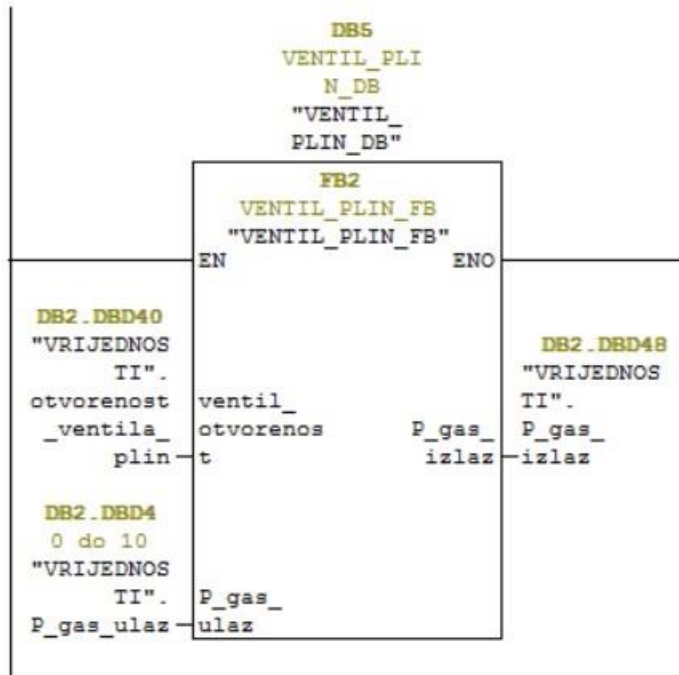 DB5
VENTIL_PLI
N_DB
"VENTIL_
PLIN_DB"
FB2
VENTIL_PLIN_FB
"VENTIL_PLIN_FB"
EN ENO
DB2.DBD40
"VRIJEDNOS
TI".
otvorenost
_ventila_
plin
ventil_
otvorenos
t
P_gas_
izlaz
DB2.DBD48
"VRIJEDNOS
TI".
P_gas_
izlaz
DB2.DBD4
0 do 10
"VRIJEDNOS
TI".
P_gas_ulaz
P_gas_
ulaz